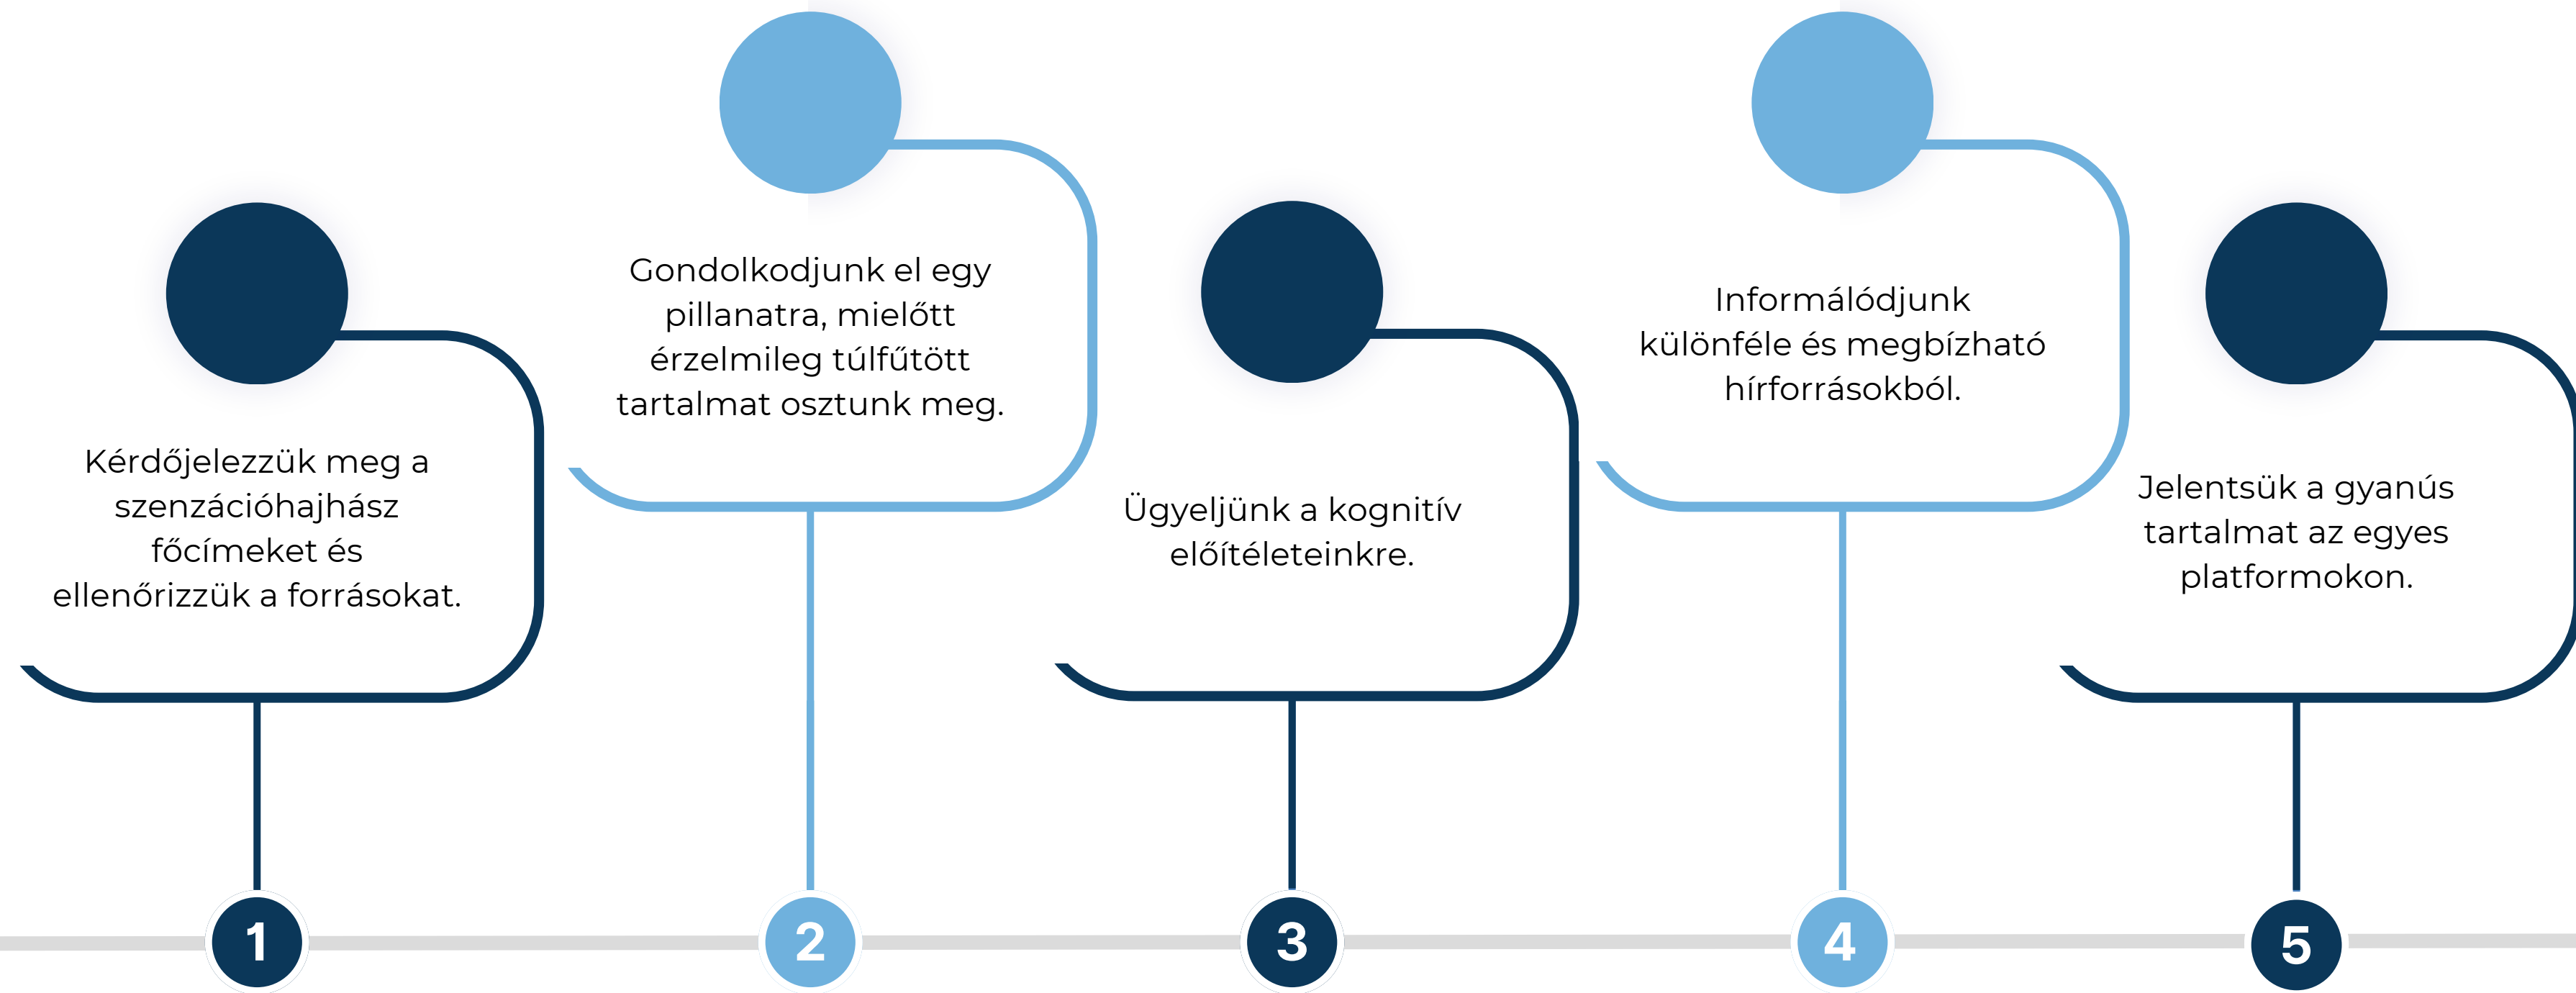 Kérdőjelezzük meg a
szenzációhajhász
főcímeket és
ellenőrizzük a forrásokat.
Gondolkodjunk el egy
pillanatra, mielőtt
érzelmileg túlfűtött
tartalmat osztunk meg.
Ügyeljünk a kognitív
előítéleteinkre.
Informálódjunk
különféle és megbízható
hírforrásokból.
Jelentsük a gyanús
tartalmat az egyes
platformokon.
1
2
3
4
5